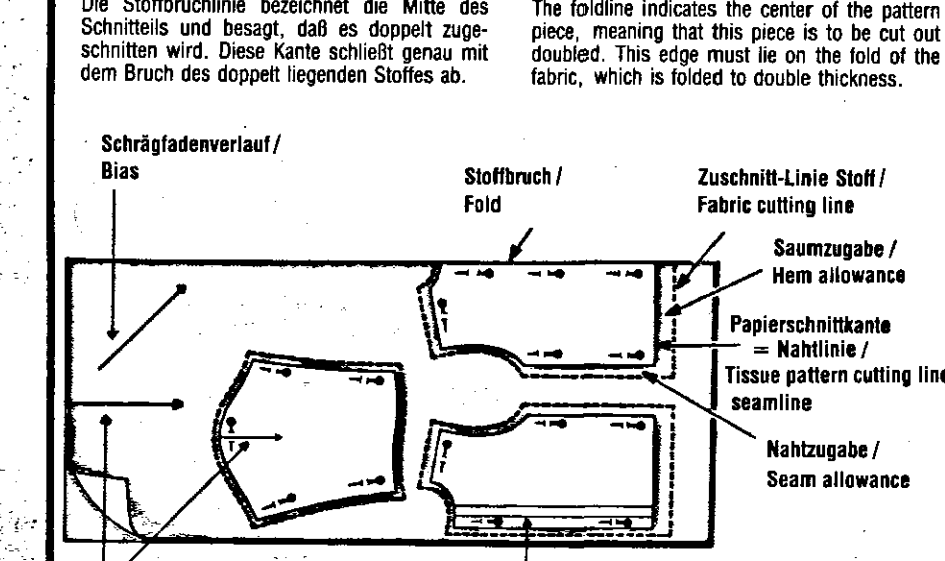 Die Stoffbruchlinie bezeichnet die Mitte des
Schnitteils und besagt, daß es doppelt zuge-
schnitten wird. Diese Kante schließt genau mit
dem Bruch des doppelt liegenden Stoffes ab.
The foldline indicates the center of the pattern
piece, meaning that this piece is to be cut out
doubled. This edge must lie on the fold of the
fabric, which is folded to double thickness.
Schrägfadenverlauf /
Bias
Stoffbruch /
Fold
Zuschnitt-Linie Stoff /
Fabric cutting line
Saumzugabe /
Hem allowance
Papierschnittkante
= Nahtlinie /
Tissue pattern cutting line
seamline
Nahtzugabe /
Seam allowance